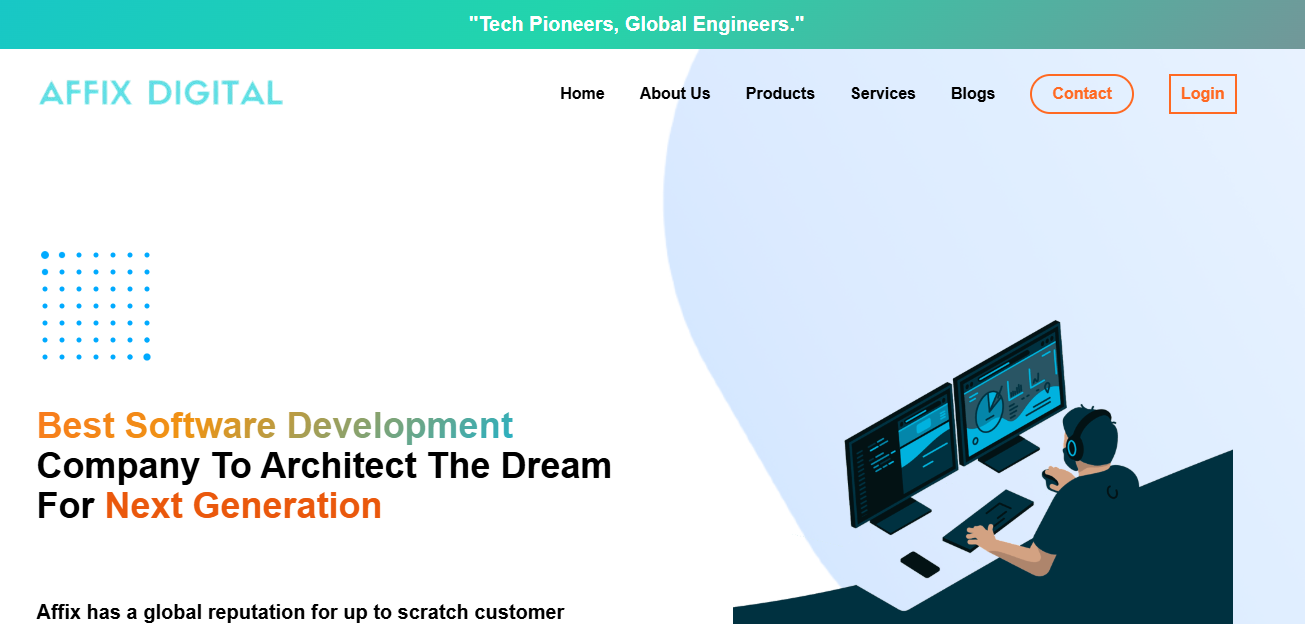 "Tech Pioneers, Global Engineers."
AFFIX DIGITAL
Home
About Us
Products
Services
Blogs
Contact
Login
Best Software Development
Company To Architect The Dream
For Next Generation
Affix has a global reputation for up to scratch customer